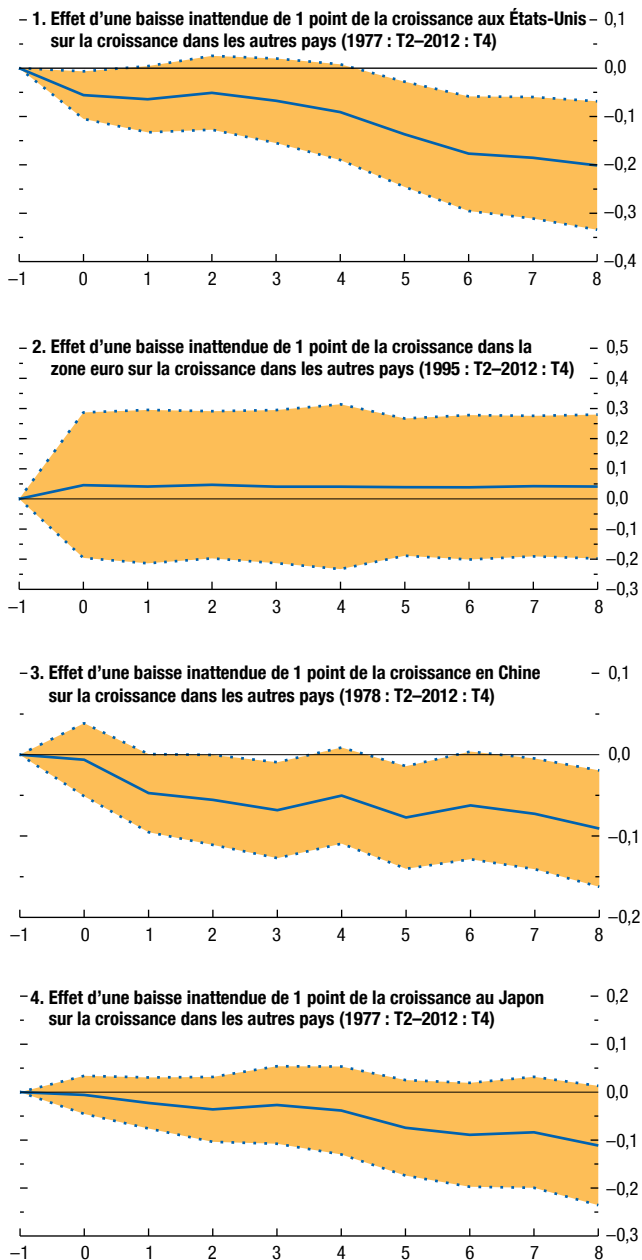 1. Effet d'une baisse inattendue de 1 point de la croissance aux États-Unis
sur la croissance dans les autres pays (1977 : T2–2012 : T4)
0,1
0,0
–0,1
–0,2
–0,3
–0,4
–1 0 1 2 3 4 5 6 7 8
2. Effet d'une baisse inattendue de 1 point de la croissance dans la
zone euro sur la croissance dans les autres pays (1995 : T2–2012 : T4)
0,5
0,4
0,3
0,2
0,1
0,0
–0,1
–0,2
–0,3
–1 0 1 2 3 4 5 6 7 8
3. Effet d'une baisse inattendue de 1 point de la croissance en Chine
sur la croissance dans les autres pays (1978 : T2–2012 : T4)
0,1
0,0
–0,1
–0,2
–1 0 1 2 3 4 5 6 7 8
4. Effet d'une baisse inattendue de 1 point de la croissance au Japon
sur la croissance dans les autres pays (1977 : T2–2012 : T4)
0,2
0,1
0,0
–0,1
–0,2
–0,3
–1 0 1 2 3 4 5 6 7 8